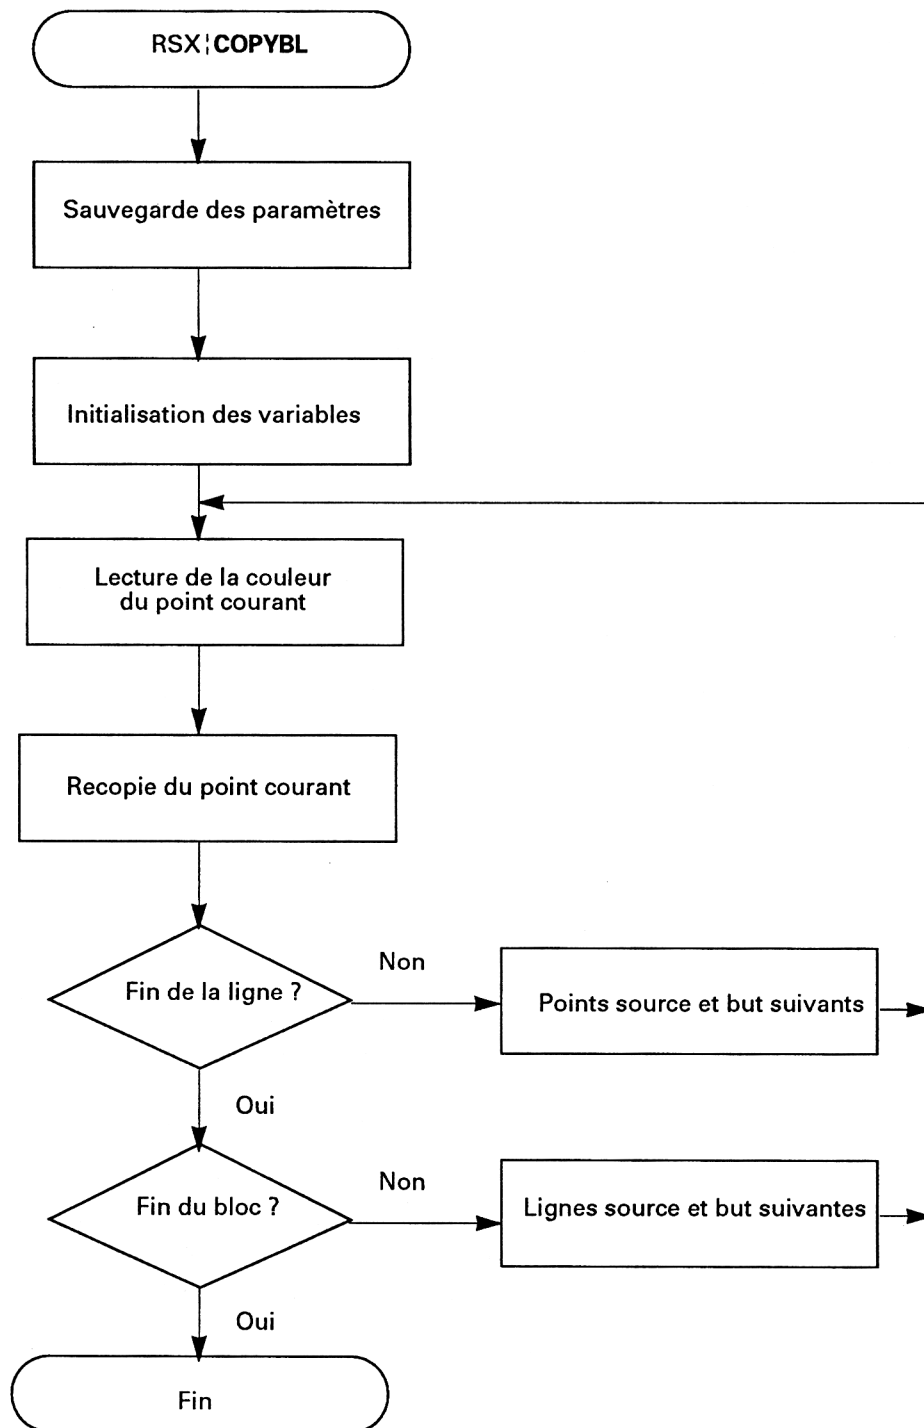 RSX¦COPYBL
Sauvegarde des paramètres
Initialisation des variables
Lecture de la couleur
du point courant
Recopie du point courant
Fin de la ligne ?
Non
Points source et but suivants
Oui
Fin du bloc ?
Non
Lignes source et but suivantes
Oui
Fin